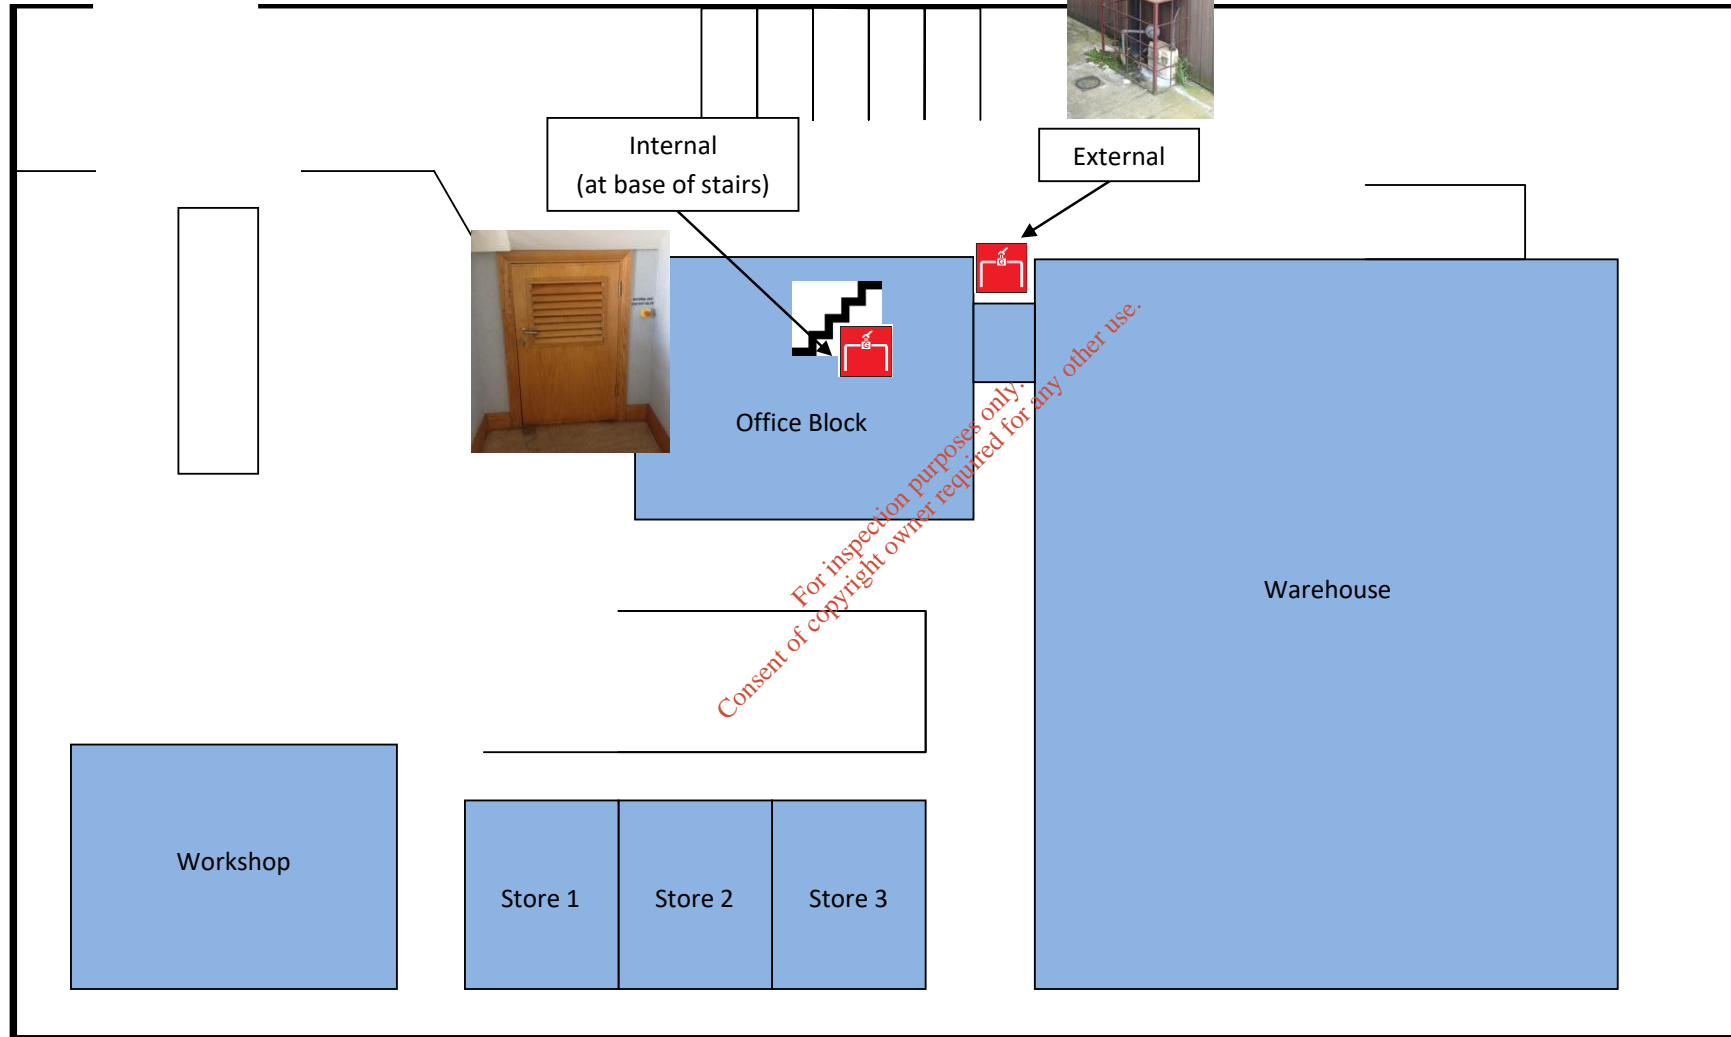 Internal
(at base of stairs)
External
G
G
Office Block
For inspection purposes only.
Consent of copyright owner required for any other use.
Warehouse
Workshop
Store 1
Store 2
Store 3